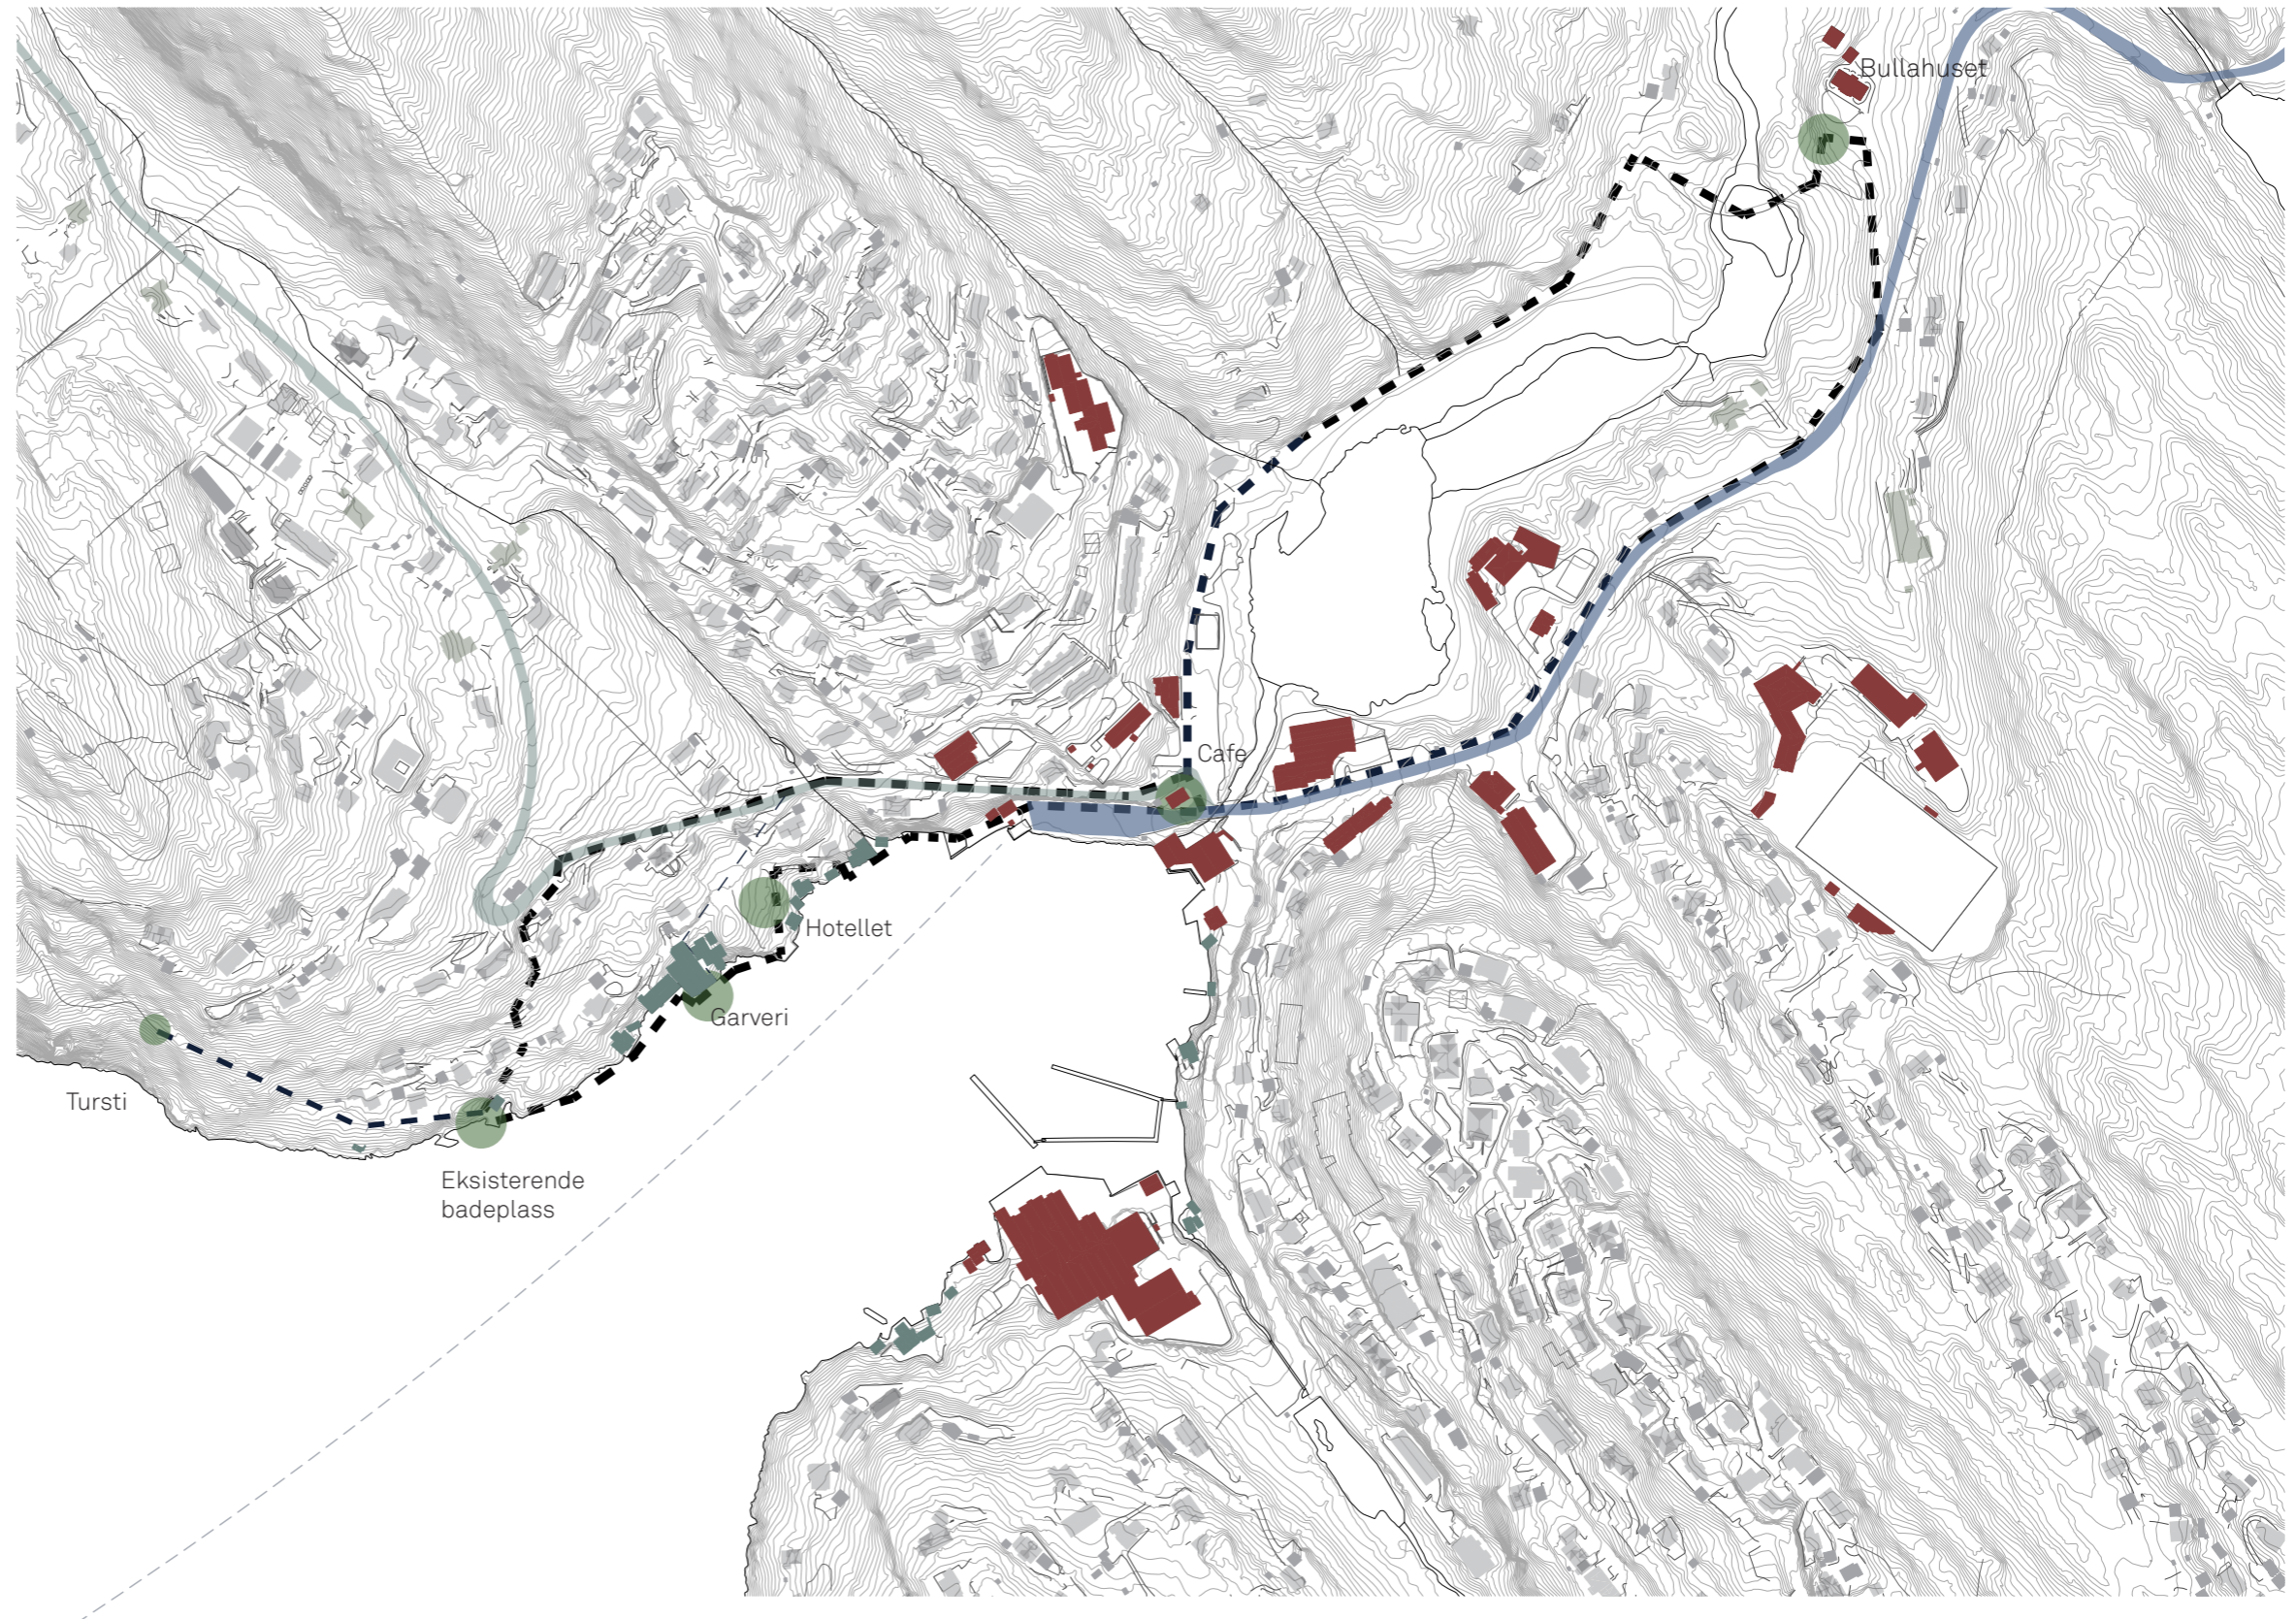 Bullahuset
Cafe
Hotellet
Garveri
Tursti
Eksisterende
badeplass